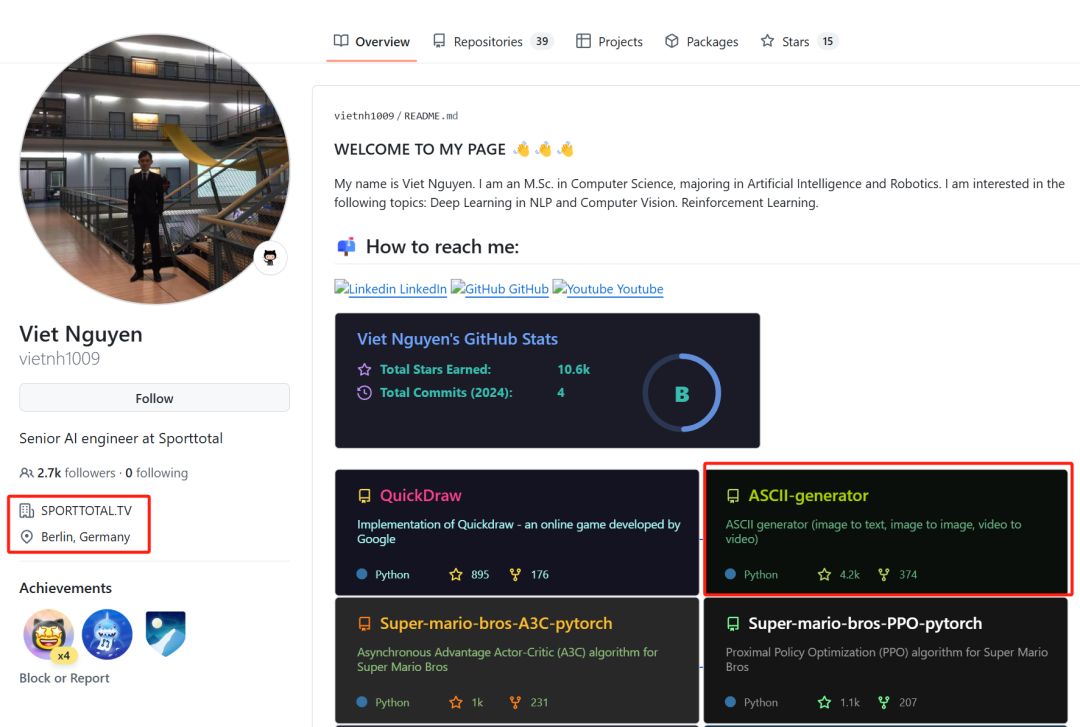 Overview
Repositories 39
Projects
Packages
Stars 15
vietnh1009 / README.md
WELCOME TO MY PAGE 👋 👋 👋
My name is Viet Nguyen. I am an M.Sc. in Computer Science, majoring in Artificial Intelligence and Robotics. I am interested in the
following topics: Deep Learning in NLP and Computer Vision. Reinforcement Learning.
📫 How to reach me:
Linkedin LinkedIn GitHub GitHub Youtube Youtube
Viet Nguyen's GitHub Stats
Total Stars Earned: 10.6k
Total Commits (2024): 4
B
Viet Nguyen
vietnh1009
Follow
Senior AI engineer at Sporttotal
2.7k followers · 0 following
SPORTTOTAL.TV
Berlin, Germany
Achievements
x4
Block or Report
QuickDraw
Implementation of Quickdraw - an online game developed by
Google
Python 895 176
ASCII-generator
ASCII generator (image to text, image to image, video to
video)
Python 4.2k 374
Super-mario-bros-A3C-pytorch
Asynchronous Advantage Actor-Critic (A3C) algorithm for
Super Mario Bros
Python 1k 231
Super-mario-bros-PPO-pytorch
Proximal Policy Optimization (PPO) algorithm for Super Mario
Bros
Python 1.1k 207